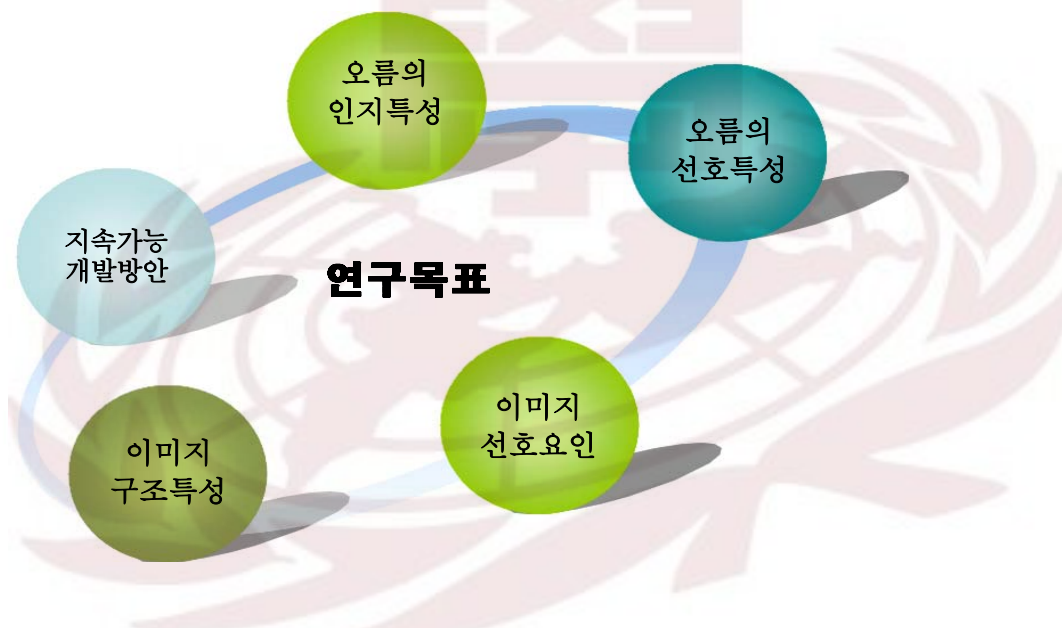 오름의
인지특성
오름의
선호특성
지속가능
개발방안
연구목표
이미지
선호요인
이미지
구조특성